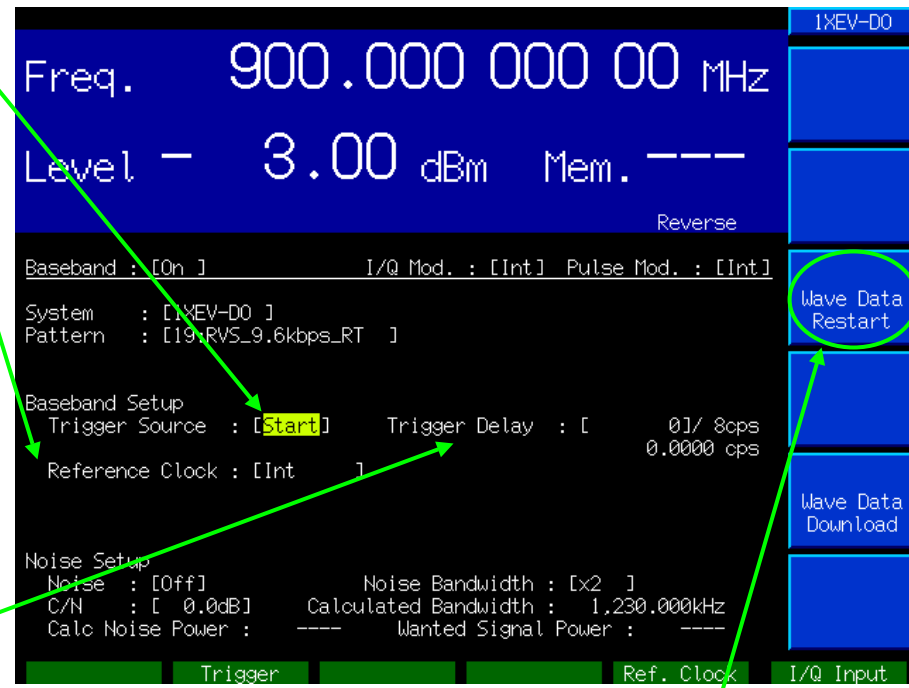 1XEV-DO
Freq. 900.000 000 00 MHz
Level - 3.00 dBm Mem. ---
Reverse
Baseband : [On ] I/Q Mod. : [Int] Pulse Mod. : [Int]
System : [1XEV-DO ]
Pattern : [19:RVS_9.6kbps_RT ]
Wave Data
Restart
Baseband Setup
Trigger Source : [Start] Trigger Delay : [ 0]/ 8cps
0.0000 cps
Reference Clock : [Int ]
Wave Data
Download
Noise Setup
Noise : [Off] Noise Bandwidth : [x2 ]
C/N : [ 0.0dB] Calculated Bandwidth : 1,230.000kHz
Calc Noise Power : ---- Wanted Signal Power : ----
Trigger Ref. Clock I/Q Input